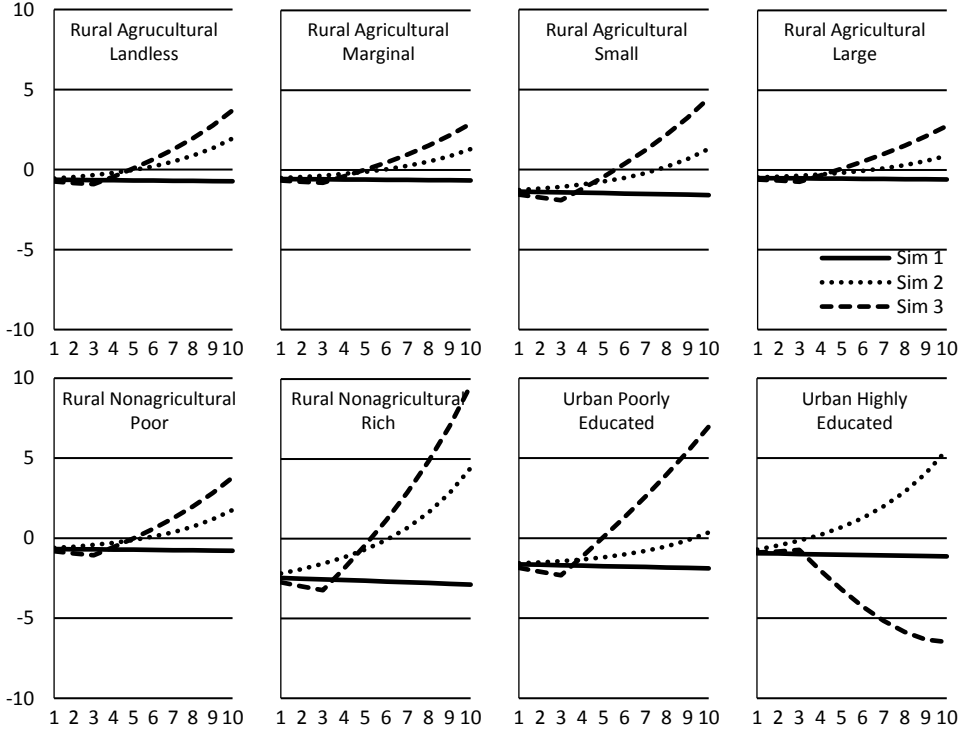 10
Rural Agrucultural
Landless
Rural Agricultural
Marginal
Rural Agricultural
Small
Rural Agricultural
Large
5
0
-5
Sim 1
Sim 2
Sim 3
-10
1 2 3 4 5 6 7 8 9 10
1 2 3 4 5 6 7 8 9 10
1 2 3 4 5 6 7 8 9 10
1 2 3 4 5 6 7 8 9 10
10
Rural Nonagricultural
Poor
Rural Nonagricultural
Rich
Urban Poorly
Educated
Urban Highly
Educated
5
0
-5
-10
1 2 3 4 5 6 7 8 9 10
1 2 3 4 5 6 7 8 9 10
1 2 3 4 5 6 7 8 9 10
1 2 3 4 5 6 7 8 9 10